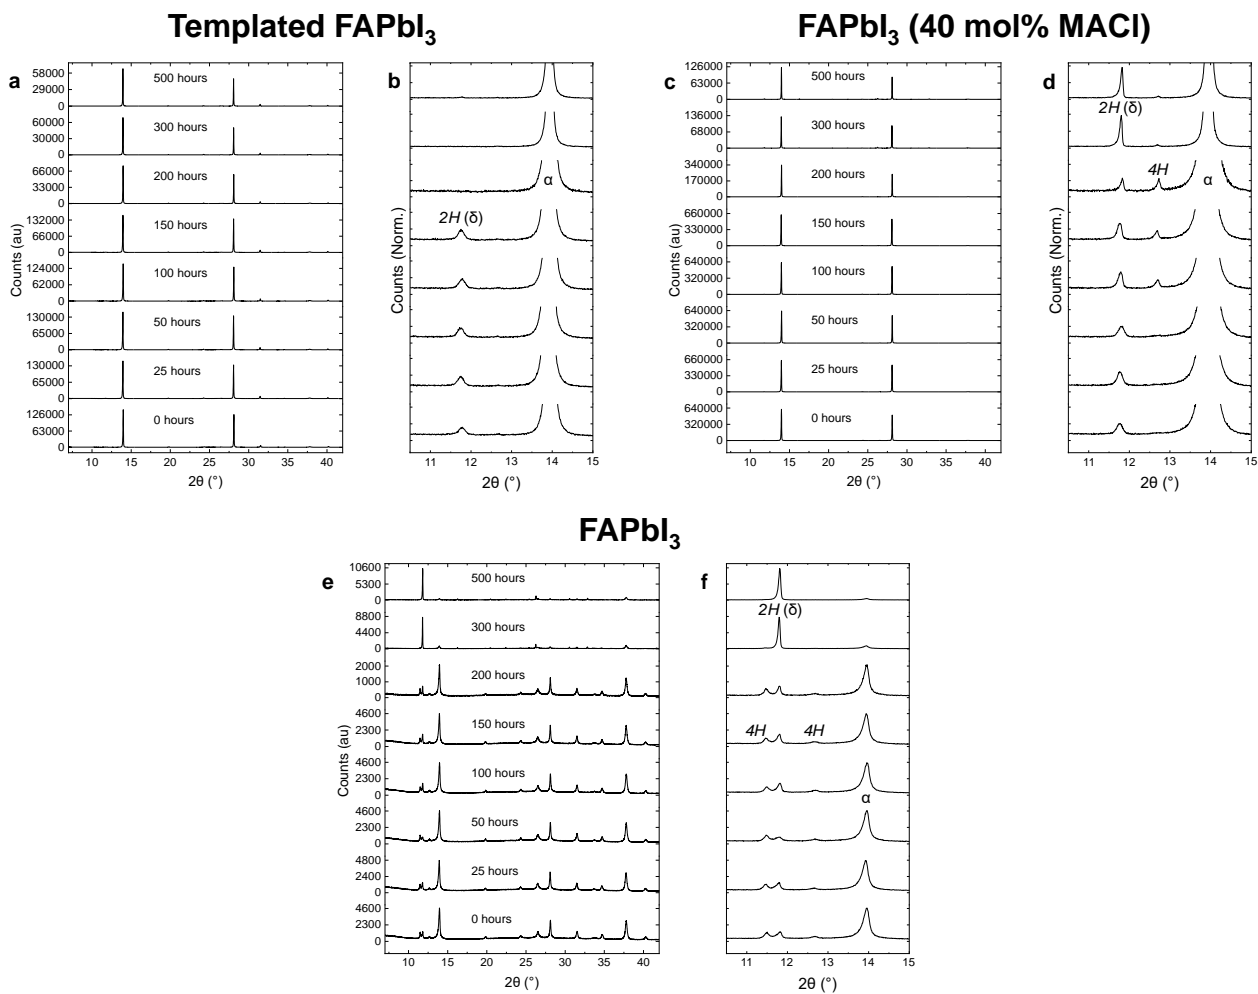 Templated FAPbI₃
FAPbI₃ (40 mol% MACl)
a
Counts (au)
58000
29000
0
500 hours
60000
30000
0
300 hours
66000
33000
0
200 hours
132000
66000
0
150 hours
124000
62000
0
100 hours
130000
65000
0
50 hours
130000
65000
0
25 hours
126000
63000
0
0 hours
10 15 20 25 30 35 40
2θ (°)
b
Counts (Norm.)
α
2H (δ)
11 12 13 14 15
2θ (°)
c
Counts (au)
126000
63000
0
500 hours
136000
68000
0
300 hours
340000
170000
0
200 hours
660000
330000
0
150 hours
640000
320000
0
100 hours
640000
320000
0
50 hours
660000
330000
0
25 hours
640000
320000
0
0 hours
10 15 20 25 30 35 40
2θ (°)
d
Counts (Norm.)
2H (δ)
4H
α
11 12 13 14 15
2θ (°)
FAPbI₃
e
Counts (au)
10600
5300
0
500 hours
8800
4400
0
300 hours
2000
1000
0
200 hours
4600
2300
0
150 hours
4600
2300
0
100 hours
4600
2300
0
50 hours
4800
2400
0
25 hours
4600
2300
0
0 hours
10 15 20 25 30 35 40
2θ (°)
f
2H (δ)
4H 4H
α
11 12 13 14 15
2θ (°)